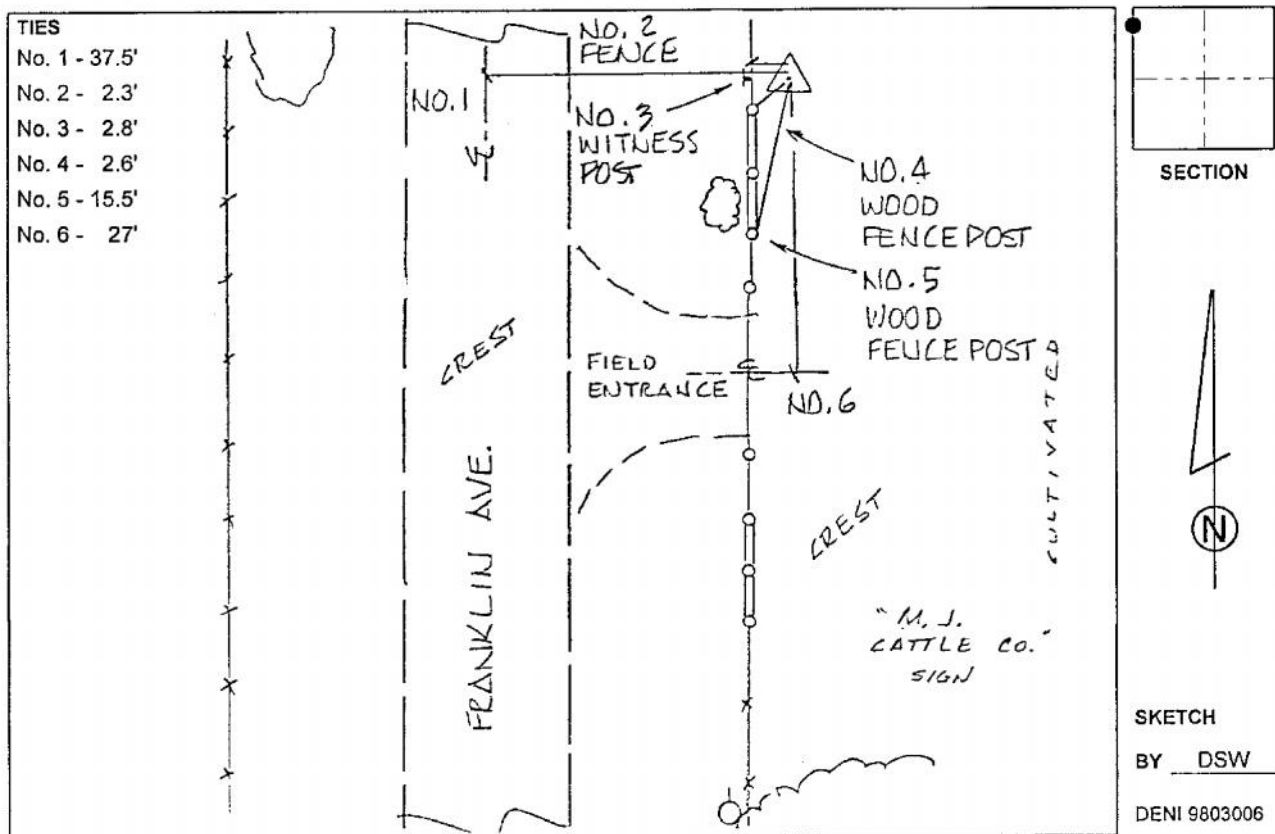 TIES
No. 1 - 37.5'
No. 2 - 2.3'
No. 3 - 2.8'
No. 4 - 2.6'
No. 5 - 15.5'
No. 6 - 27'
NO. 2
FENCE
NO. 1
℄
NO. 3
WITNESS
POST
NO. 4
WOOD
FENCE POST
NO. 5
WOOD
FENCE POST
CREST
FIELD
ENTRANCE
℄
NO. 6
CULTIVATED
FRANKLIN AVE.
CREST
"M. J.
CATTLE CO."
SIGN
SECTION
N
SKETCH
BY DSW
DENI 9803006